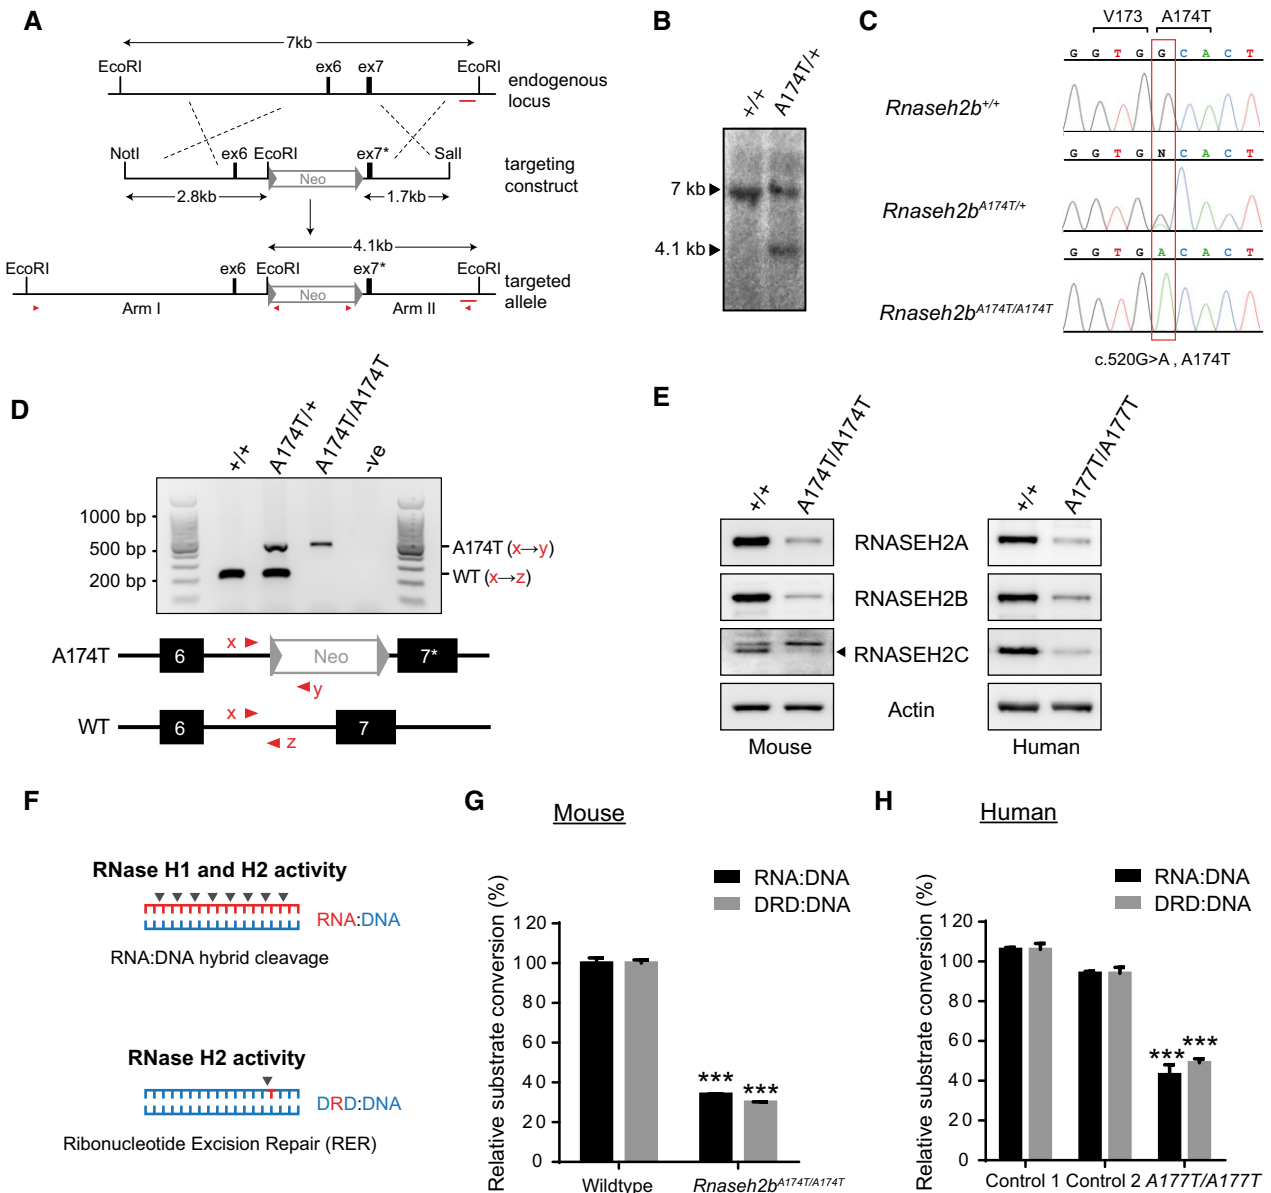 A
7kb
EcoRI ex6 ex7 EcoRI
endogenous
locus
NotI ex6 EcoRI ex7* SalI
Neo
targeting
construct
2.8kb 1.7kb
4.1kb
EcoRI ex6 EcoRI ex7* EcoRI
Neo
targeted
allele
Arm I Arm II
B
+/+ A174T/+
7 kb
4.1 kb
C
V173 A174T
G G T G G C A C T
Rnaseh2b+/+
G G T G N C A C T
Rnaseh2bA174T/+
G G T G A C A C T
Rnaseh2bA174T/A174T
c.520G>A , A174T
D
+/+ A174T/+ A174T/A174T -ve
1000 bp
500 bp
200 bp
A174T (x→y)
WT (x→z)
A174T 6 x Neo 7*
y
WT 6 x 7
z
E
+/+ A174T/A174T +/+ A177T/A177T
RNASEH2A
RNASEH2B
RNASEH2C
Actin
Mouse Human
F
RNase H1 and H2 activity
RNA:DNA
RNA:DNA hybrid cleavage
RNase H2 activity
DRD:DNA
Ribonucleotide Excision Repair (RER)
G
Mouse
RNA:DNA
DRD:DNA
Relative substrate conversion (%)
120
100
80
60
40
20
0
*** ***
Wildtype Rnaseh2bA174T/A174T
H
Human
RNA:DNA
DRD:DNA
Relative substrate conversion (%)
120
100
80
60
40
20
0
*** ***
Control 1 Control 2 A177T/A177T